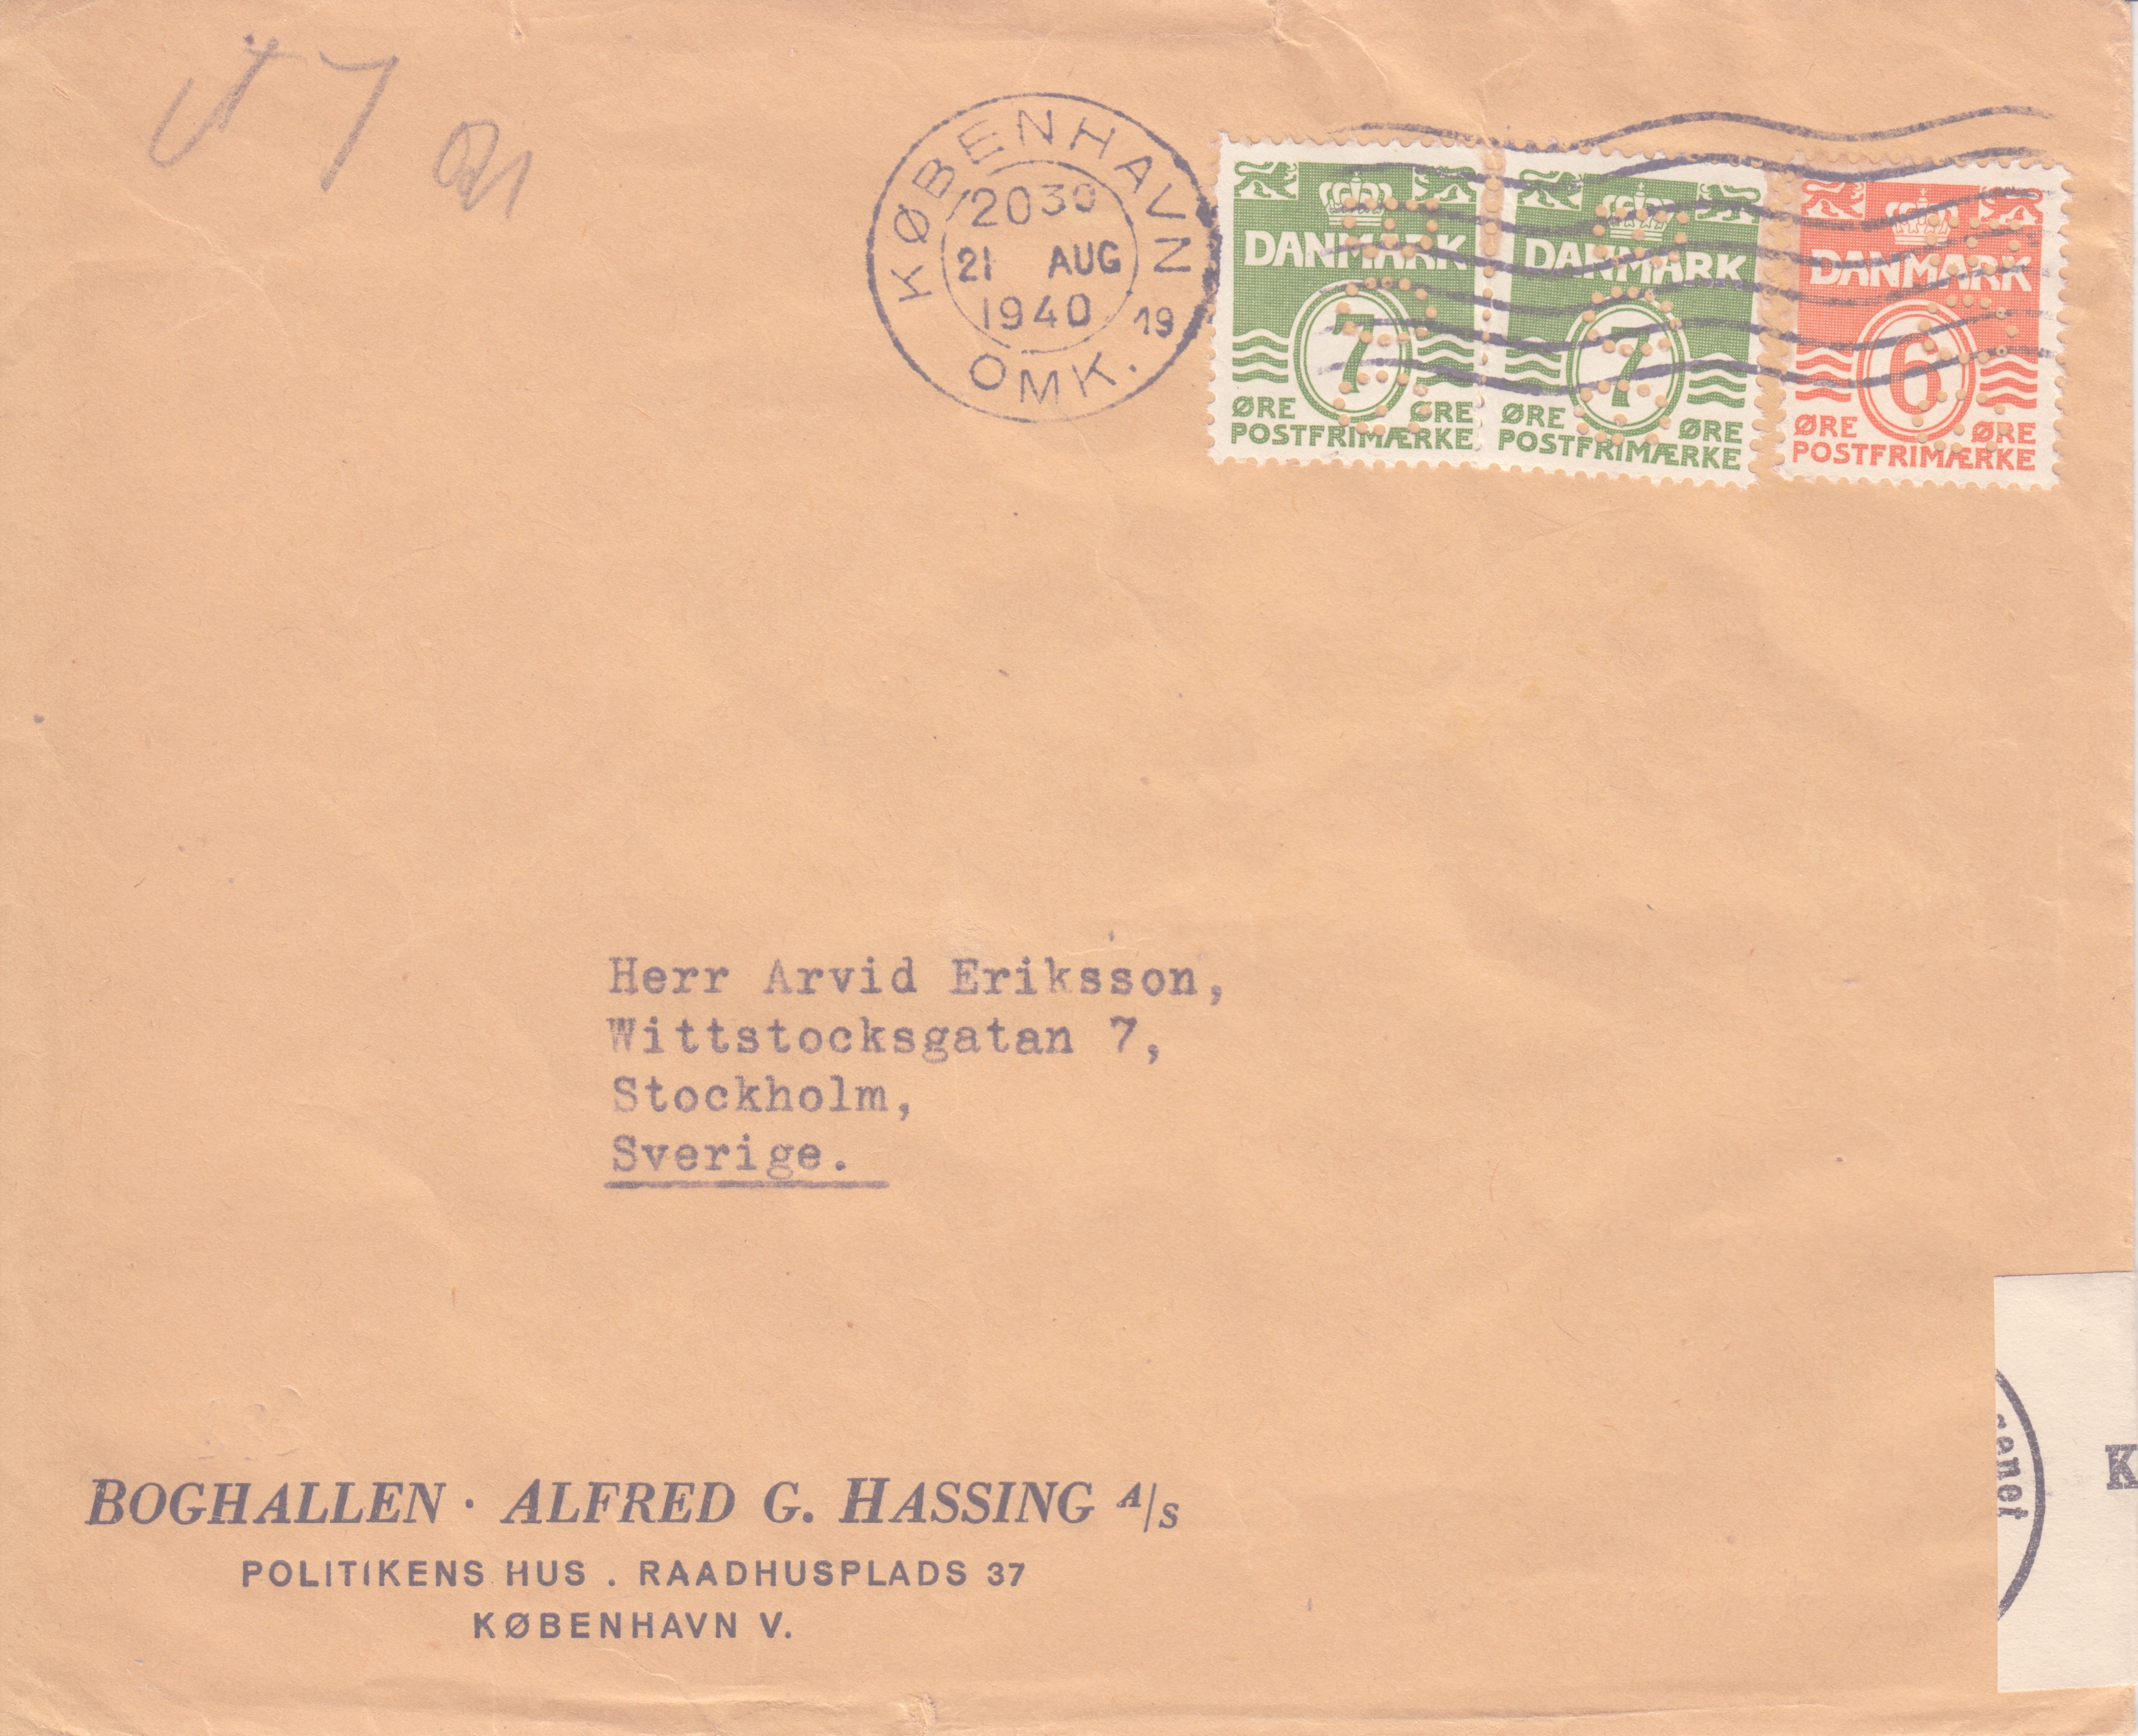 KØBENHAVN
2030
21 AUG
1940
19
OMK.
DANMARK
7
ØRE ØRE
POSTFRIMÆRKE
DANMARK
7
ØRE ØRE
POSTFRIMÆRKE
DANMARK
6
ØRE ØRE
POSTFRIMÆRKE
Herr Arvid Eriksson,
Wittstocksgatan 7,
Stockholm,
Sverige.
BOGHALLEN · ALFRED G. HASSING A/S
POLITIKENS HUS . RAADHUSPLADS 37
KØBENHAVN V.
K